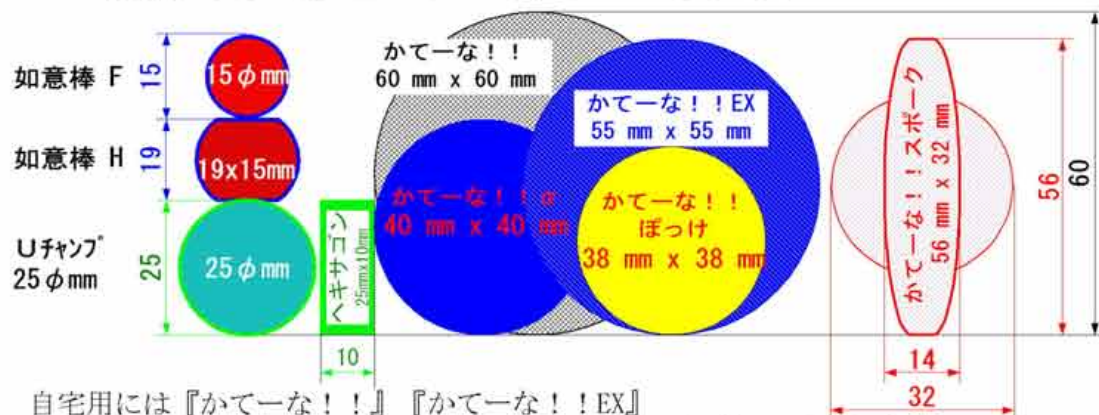 如意棒 F
15
15φmm
如意棒 H
19
19x15mm
Uチャンプ
25φmm
25
25φmm
ヘキサゴン
25mmx10mm
10
かてーな！！
60 mm x 60 mm
かてーな！！α
40 mm x 40 mm
かてーな！！EX
55 mm x 55 mm
かてーな！！
ぽっけ
38 mm x 38 mm
かてーな！！スポーク
56 mm x 32 mm
56
60
14
32
自宅用には『かてーな！！』『かてーな！！EX』